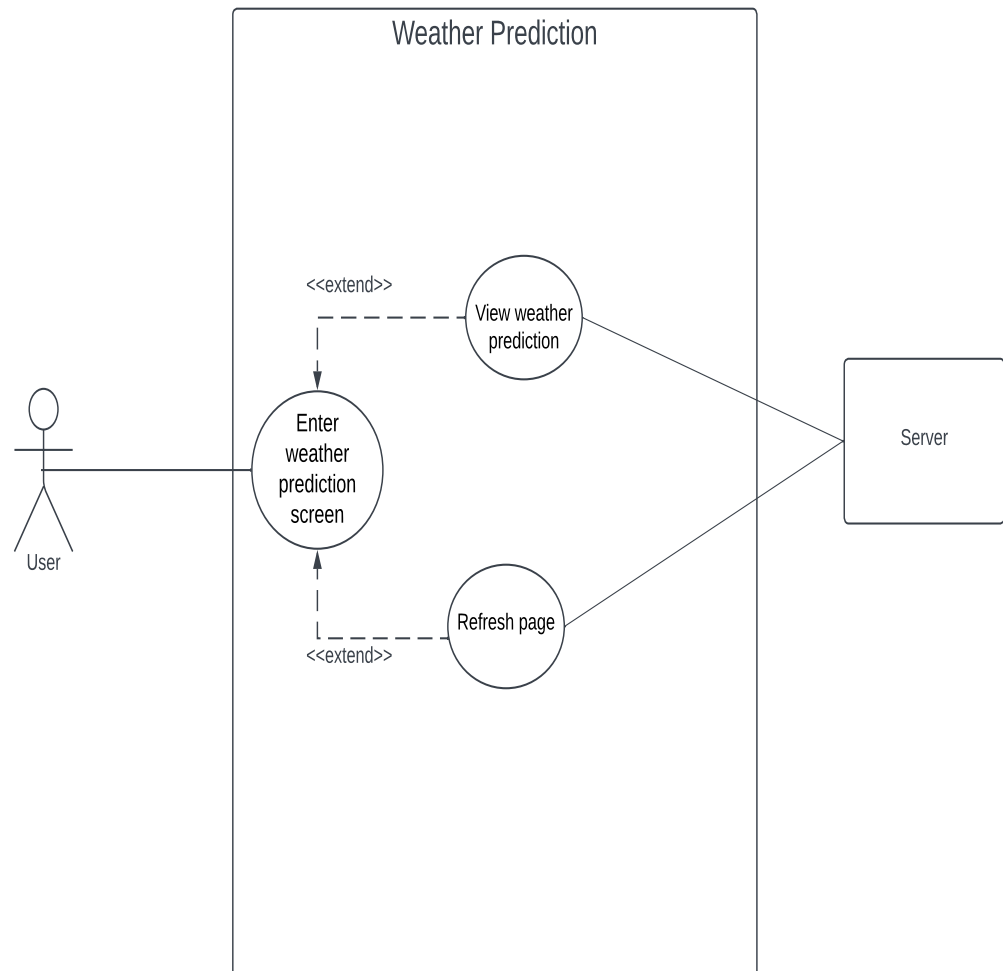 Weather Prediction
<<extend>>
View weather
prediction
Enter
weather
prediction
screen
Server
User
Refresh page
<<extend>>